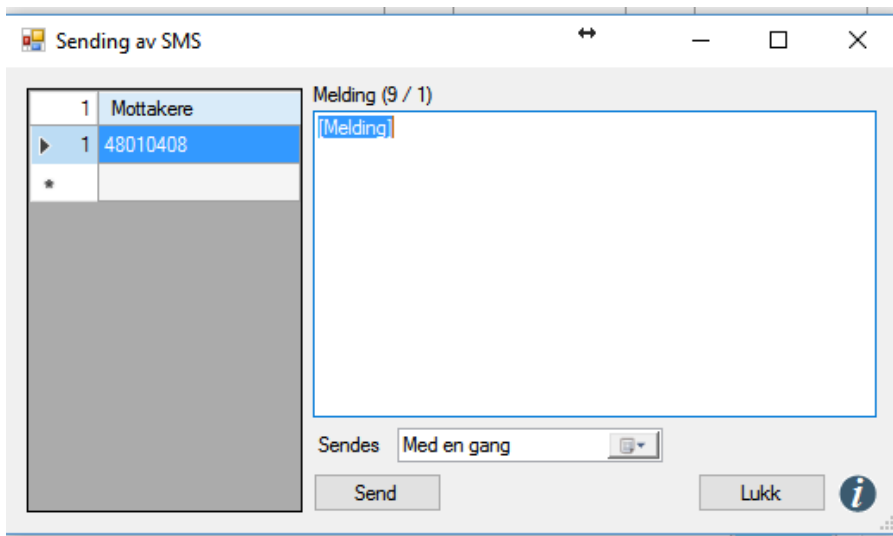 Sending av SMS
1 Mottakere
1 48010408
Melding (9 / 1)
[Melding]
Sendes Med en gang
Send Lukk